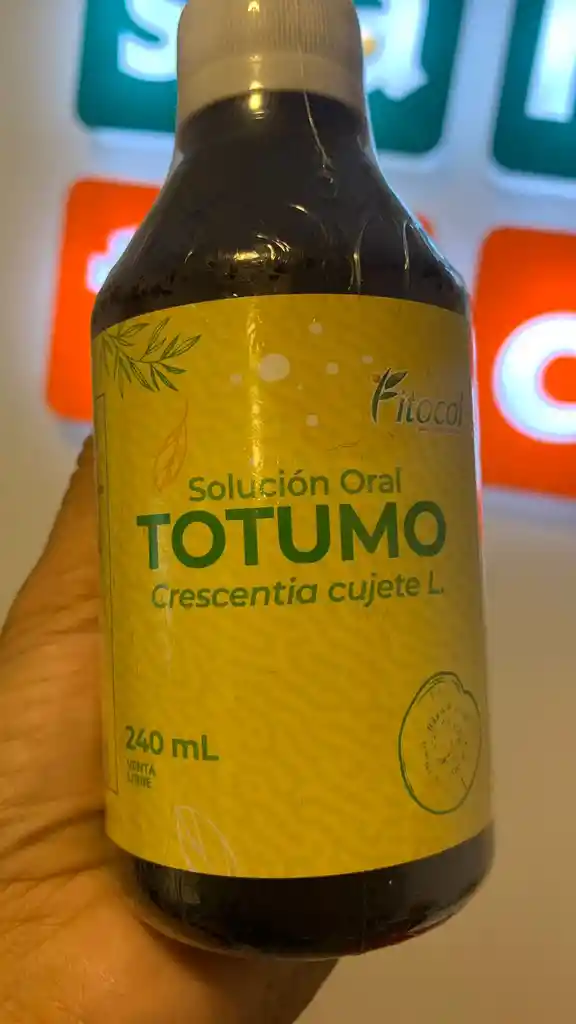 Fitocol
Solución Oral
TOTUMO
Crescentia cujete L.
240 mL
VENTA
LIBRE